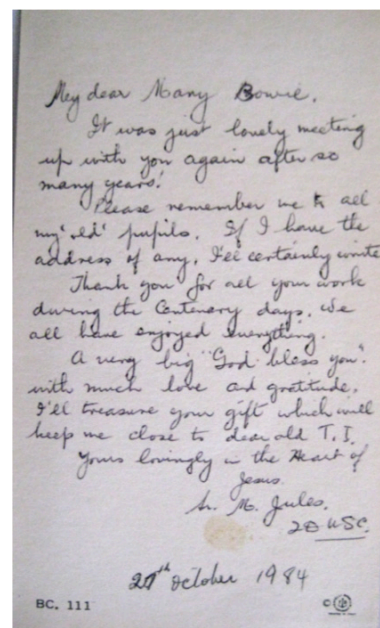 My dear Mary Bowie,
It was just lovely meeting
up with you again after so
many years!
Please remember me to all
my 'old' pupils. If I have the
address of any, I'll certainly write
Thank you for all your work
during the Centenary days. We
all have enjoyed everything.
A very big "God bless you".
with much love and gratitude.
I'll treasure your gift which will
keep me close to dear old T.I.
Yours lovingly in the Heart of
Jesus
Sr. M. Jules.
27th October 1984
BC. 111
©